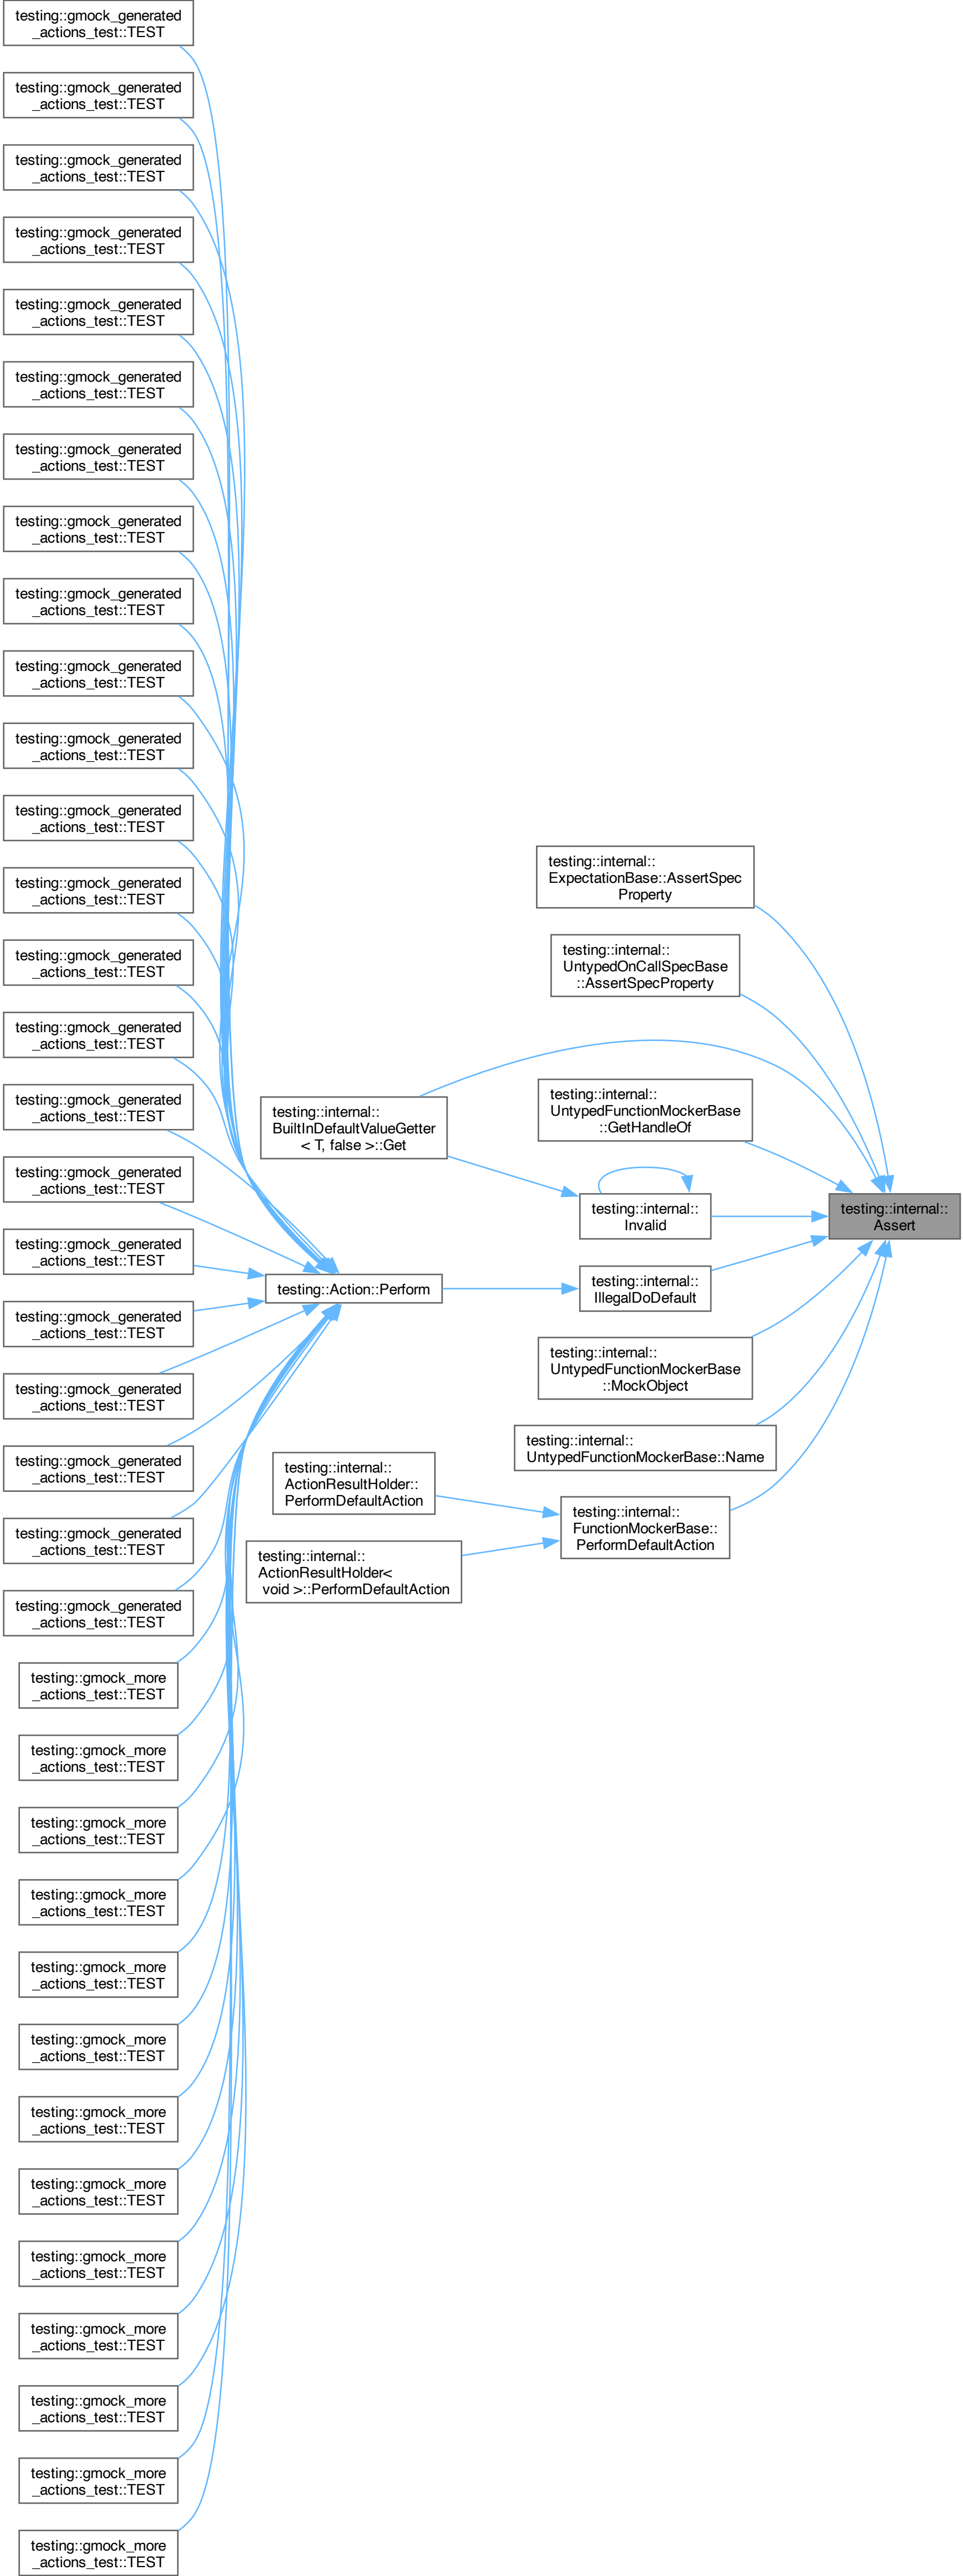 testing::gmock_generated
_actions_test::TEST
testing::gmock_generated
_actions_test::TEST
testing::gmock_generated
_actions_test::TEST
testing::gmock_generated
_actions_test::TEST
testing::gmock_generated
_actions_test::TEST
testing::gmock_generated
_actions_test::TEST
testing::gmock_generated
_actions_test::TEST
testing::gmock_generated
_actions_test::TEST
testing::gmock_generated
_actions_test::TEST
testing::gmock_generated
_actions_test::TEST
testing::gmock_generated
_actions_test::TEST
testing::gmock_generated
_actions_test::TEST
testing::gmock_generated
_actions_test::TEST
testing::gmock_generated
_actions_test::TEST
testing::gmock_generated
_actions_test::TEST
testing::gmock_generated
_actions_test::TEST
testing::gmock_generated
_actions_test::TEST
testing::gmock_generated
_actions_test::TEST
testing::gmock_generated
_actions_test::TEST
testing::gmock_generated
_actions_test::TEST
testing::gmock_generated
_actions_test::TEST
testing::gmock_generated
_actions_test::TEST
testing::gmock_generated
_actions_test::TEST
testing::gmock_more
_actions_test::TEST
testing::gmock_more
_actions_test::TEST
testing::gmock_more
_actions_test::TEST
testing::gmock_more
_actions_test::TEST
testing::gmock_more
_actions_test::TEST
testing::gmock_more
_actions_test::TEST
testing::gmock_more
_actions_test::TEST
testing::gmock_more
_actions_test::TEST
testing::gmock_more
_actions_test::TEST
testing::gmock_more
_actions_test::TEST
testing::gmock_more
_actions_test::TEST
testing::gmock_more
_actions_test::TEST
testing::gmock_more
_actions_test::TEST
testing::internal::
BuiltInDefaultValueGetter
< T, false >::Get
testing::Action::Perform
testing::internal::
ActionResultHolder::
PerformDefaultAction
testing::internal::
ActionResultHolder<
void >::PerformDefaultAction
testing::internal::
ExpectationBase::AssertSpec
Property
testing::internal::
UntypedOnCallSpecBase
::AssertSpecProperty
testing::internal::
UntypedFunctionMockerBase
::GetHandleOf
testing::internal::
Invalid
testing::internal::
IllegalDoDefault
testing::internal::
UntypedFunctionMockerBase
::MockObject
testing::internal::
UntypedFunctionMockerBase::Name
testing::internal::
FunctionMockerBase::
PerformDefaultAction
testing::internal::
Assert